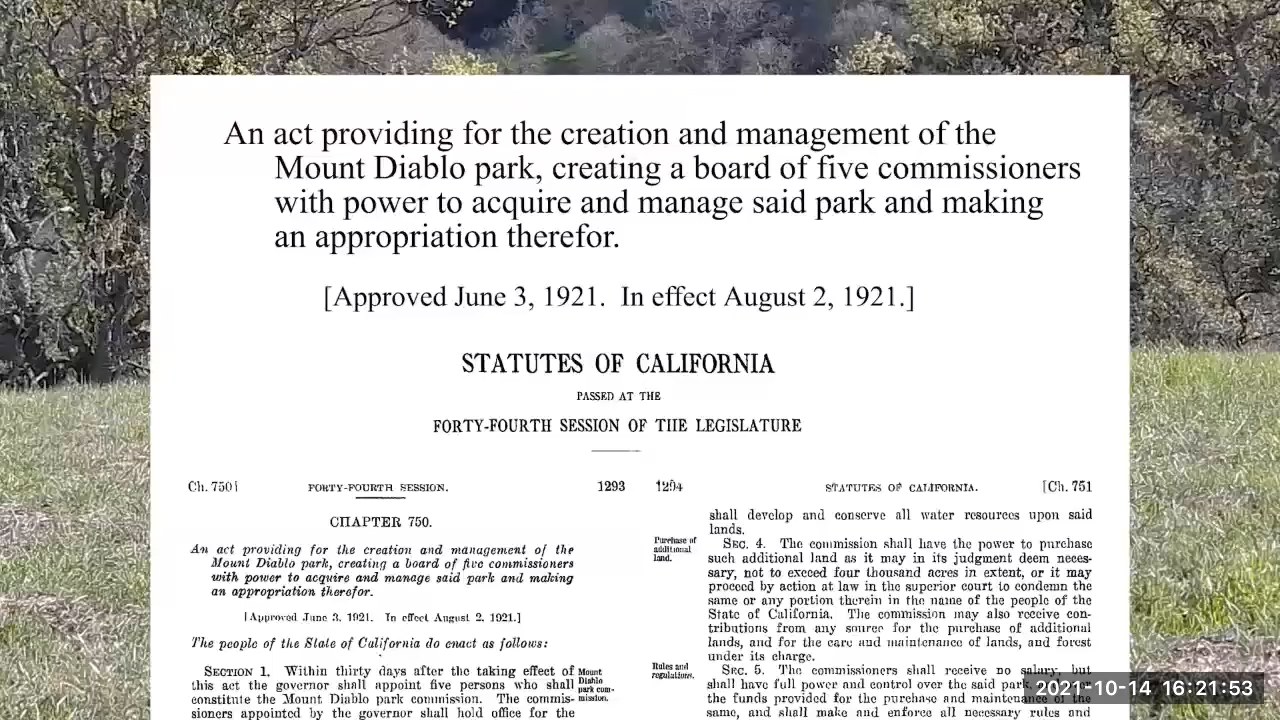 An act providing for the creation and management of the
Mount Diablo park, creating a board of five commissioners
with power to acquire and manage said park and making
an appropriation therefor.
[Approved June 3, 1921. In effect August 2, 1921.]
STATUTES OF CALIFORNIA
PASSED AT THE
FORTY-FOURTH SESSION OF THE LEGISLATURE
Ch. 750] FORTY-FOURTH SESSION. 1293
CHAPTER 750.
An act providing for the creation and management of the
Mount Diablo park, creating a board of five commissioners
with power to acquire and manage said park and making
an appropriation therefor.
[Approved June 3, 1921. In effect August 2, 1921.]
The people of the State of California do enact as follows:
SECTION 1. Within thirty days after the taking effect of
this act the governor shall appoint five persons who shall
constitute the Mount Diablo park commission. The commis-
sioners appointed by the governor shall hold office for the
Mount
Diablo
park com-
mission.
1294 STATUTES OF CALIFORNIA. [Ch. 751
shall develop and conserve all water resources upon said
lands.
Purchase of
additional
land.
SEC. 4. The commission shall have the power to purchase
such additional land as it may in its judgment deem neces-
sary, not to exceed four thousand acres in extent, or it may
proceed by action at law in the superior court to condemn the
same or any portion therein in the name of the people of the
State of California. The commission may also receive con-
tributions from any source for the purchase of additional
lands, and for the care and maintenance of lands, and forest
under its charge.
Rules and
regulations.
SEC. 5. The commissioners shall receive no salary, but
shall have full power and control over the said park,
the funds provided for the purchase and maintenance of the
same, and shall make and enforce all necessary rules and
2021-10-14 16:21:53